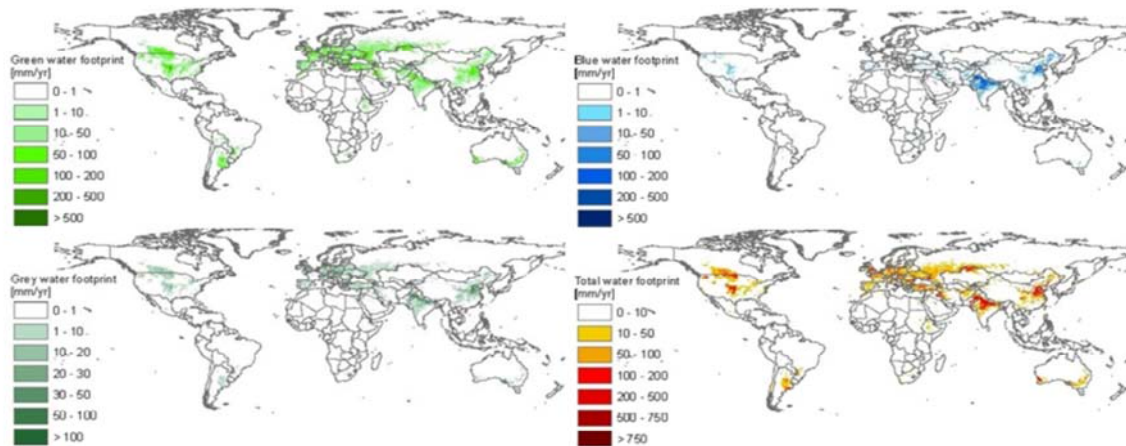 Green water footprint
[mm/yr]
0 - 1
1 - 10
10 - 50
50 - 100
100 - 200
200 - 500
> 500
Blue water footprint
[mm/yr]
0 - 1
1 - 10
10 - 50
50 - 100
100 - 200
200 - 500
> 500
Grey water footprint
[mm/yr]
0 - 1
1 - 10
10 - 20
20 - 30
30 - 50
50 - 100
> 100
Total water footprint
[mm/yr]
0 - 10
10 - 50
50 - 100
100 - 200
200 - 500
500 - 750
> 750